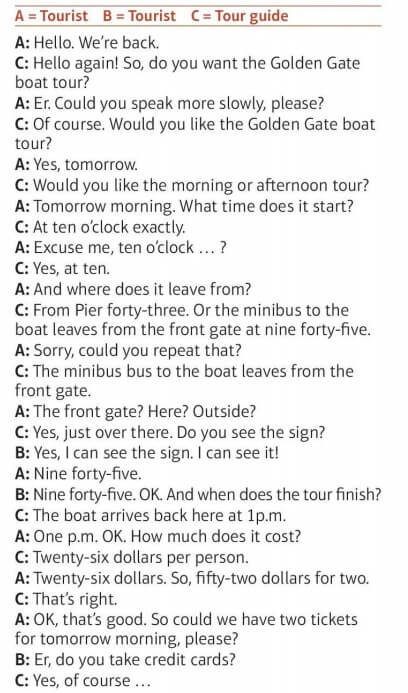 A = Tourist B = Tourist C = Tour guide
A: Hello. We're back.
C: Hello again! So, do you want the Golden Gate
boat tour?
A: Er. Could you speak more slowly, please?
C: Of course. Would you like the Golden Gate boat
tour?
A: Yes, tomorrow.
C: Would you like the morning or afternoon tour?
A: Tomorrow morning. What time does it start?
C: At ten o'clock exactly.
A: Excuse me, ten o'clock … ?
C: Yes, at ten.
A: And where does it leave from?
C: From Pier forty-three. Or the minibus to the
boat leaves from the front gate at nine forty-five.
A: Sorry, could you repeat that?
C: The minibus bus to the boat leaves from the
front gate.
A: The front gate? Here? Outside?
C: Yes, just over there. Do you see the sign?
B: Yes, I can see the sign. I can see it!
A: Nine forty-five.
B: Nine forty-five. OK. And when does the tour finish?
C: The boat arrives back here at 1p.m.
A: One p.m. OK. How much does it cost?
C: Twenty-six dollars per person.
A: Twenty-six dollars. So, fifty-two dollars for two.
C: That's right.
A: OK, that's good. So could we have two tickets
for tomorrow morning, please?
B: Er, do you take credit cards?
C: Yes, of course …